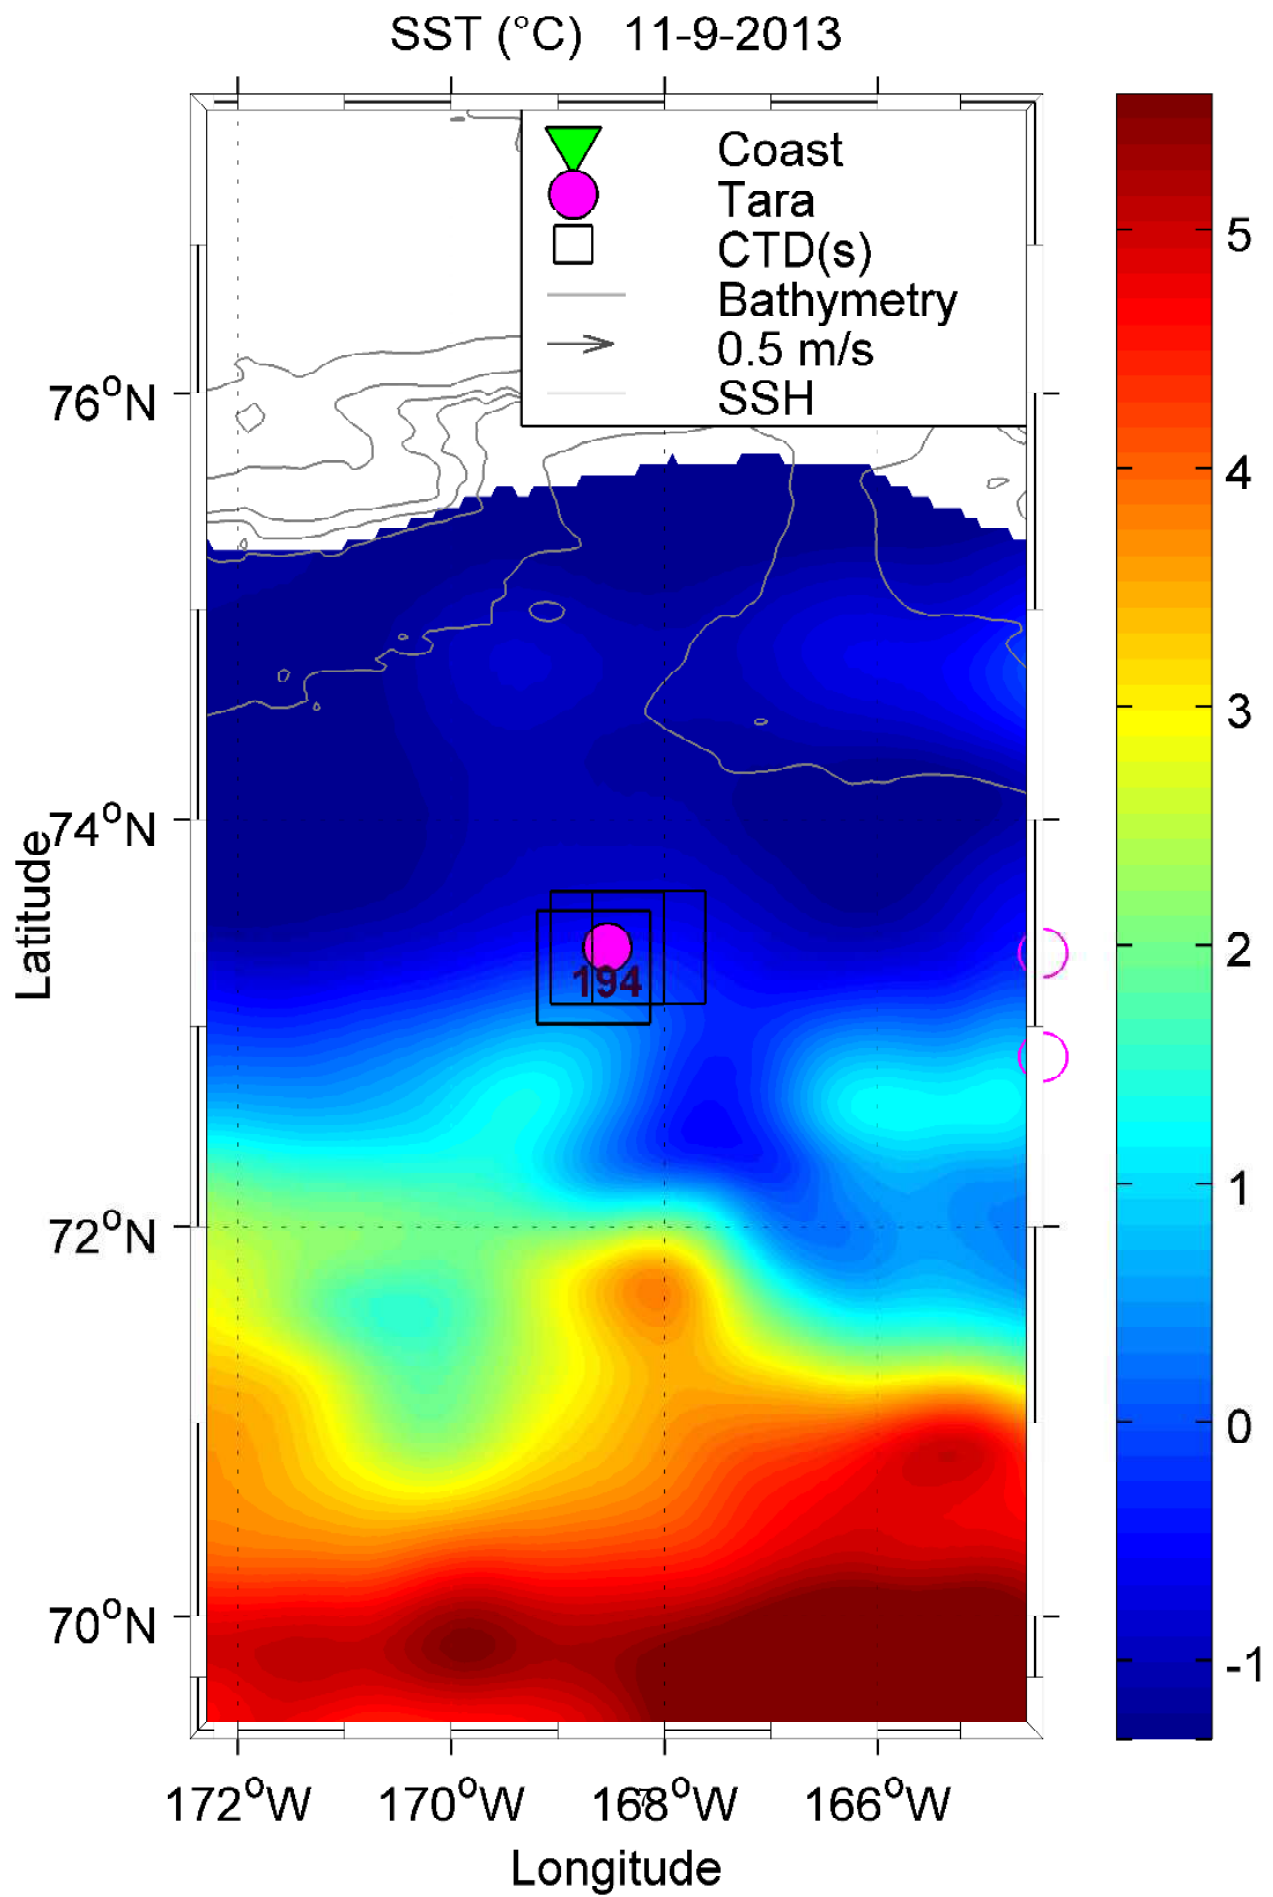 SST (°C) 11-9-2013
Coast
Tara
CTD(s)
Bathymetry
0.5 m/s
SSH
5
4
3
2
1
0
-1
76°N
74°N
72°N
70°N
Latitude
194
172°W 170°W 168°W 166°W
Longitude